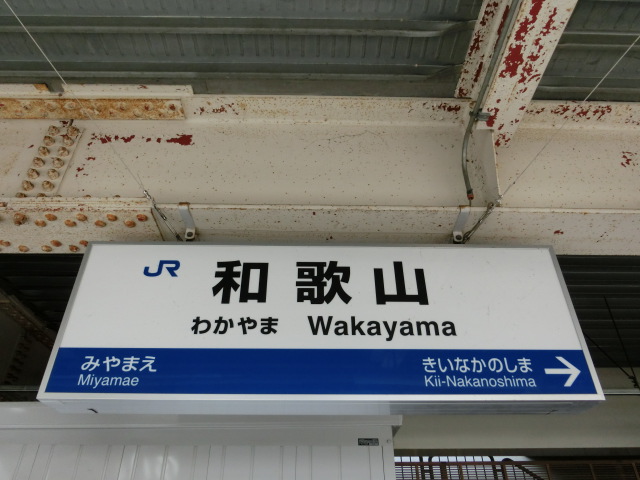 JR 和歌山
わかやま Wakayama
みやまえ
Miyamae
きいなかのしま
Kii-Nakanoshima